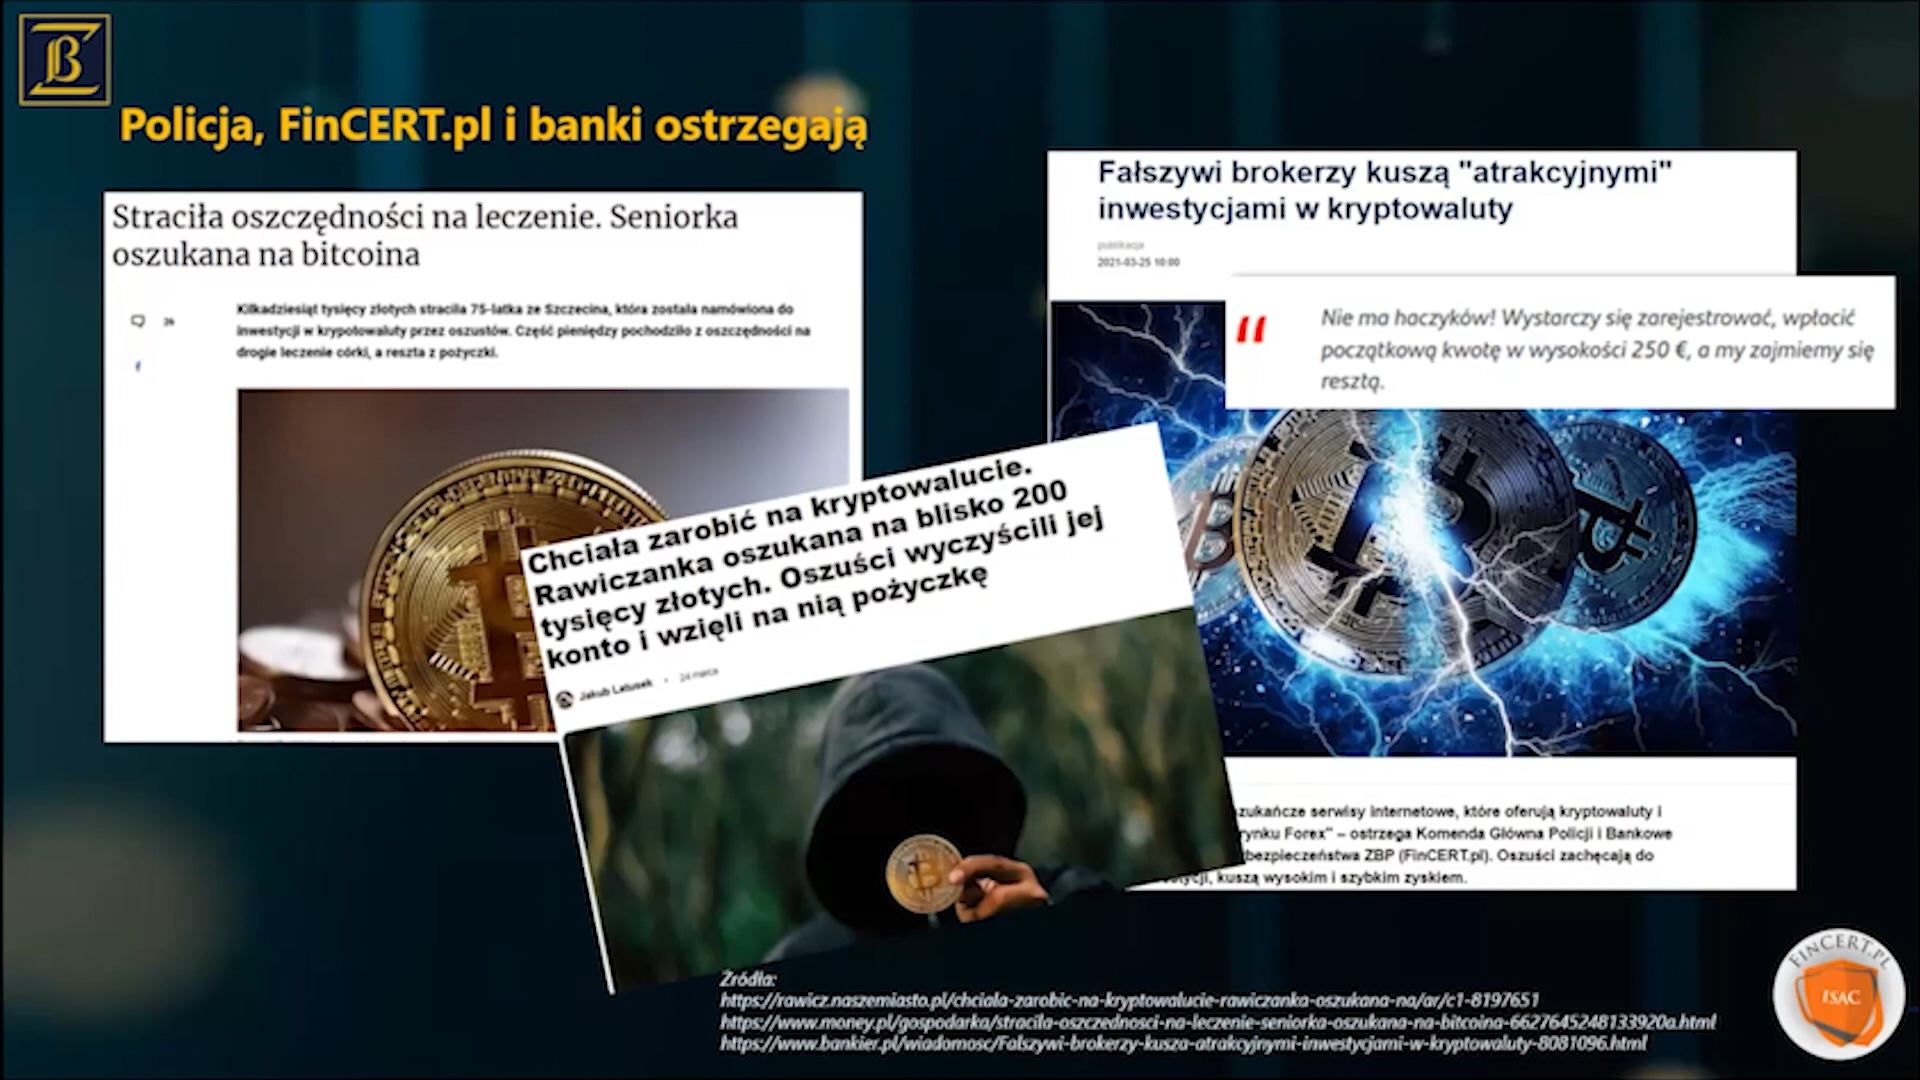 Policja, FinCERT.pl i banki ostrzegają
Straciła oszczędności na leczenie. Seniorka
oszukana na bitcoina
26
Kilkadziesiąt tysięcy złotych straciła 75-latka ze Szczecina, która została namówiona do
inwestycji w krypotowaluty przez oszustów. Część pieniędzy pochodziło z oszczędności na
drogie leczenie córki, a reszta z pożyczki.
Chciała zarobić na kryptowalucie.
Rawiczanka oszukana na blisko 200
tysięcy złotych. Oszuści wyczyścili jej
konto i wzięli na nią pożyczkę
Jakub Latusek • 24 marca
Fałszywi brokerzy kuszą "atrakcyjnymi"
inwestycjami w kryptowaluty
publikacja
2021-03-25 10:00
Nie ma haczyków! Wystarczy się zarejestrować, wpłacić
początkową kwotę w wysokości 250 €, a my zajmiemy się
resztą.
zukańcze serwisy internetowe, które oferują kryptowaluty i
rynku Forex" – ostrzega Komenda Główna Policji i Bankowe
bezpieczeństwa ZBP (FinCERT.pl). Oszuści zachęcają do
stycji, kuszą wysokim i szybkim zyskiem.
Źródła:
https://rawicz.naszemiasto.pl/chciala-zarobic-na-kryptowalucie-rawiczanka-oszukana-na/ar/c1-8197651
https://www.money.pl/gospodarka/stracila-oszczednosci-na-leczenie-seniorka-oszukana-na-bitcoina-6627645248133920a.html
https://www.bankier.pl/wiadomosc/Falszywi-brokerzy-kusza-atrakcyjnymi-inwestycjami-w-kryptowaluty-8081096.html
FINCERT.PL
ISAC